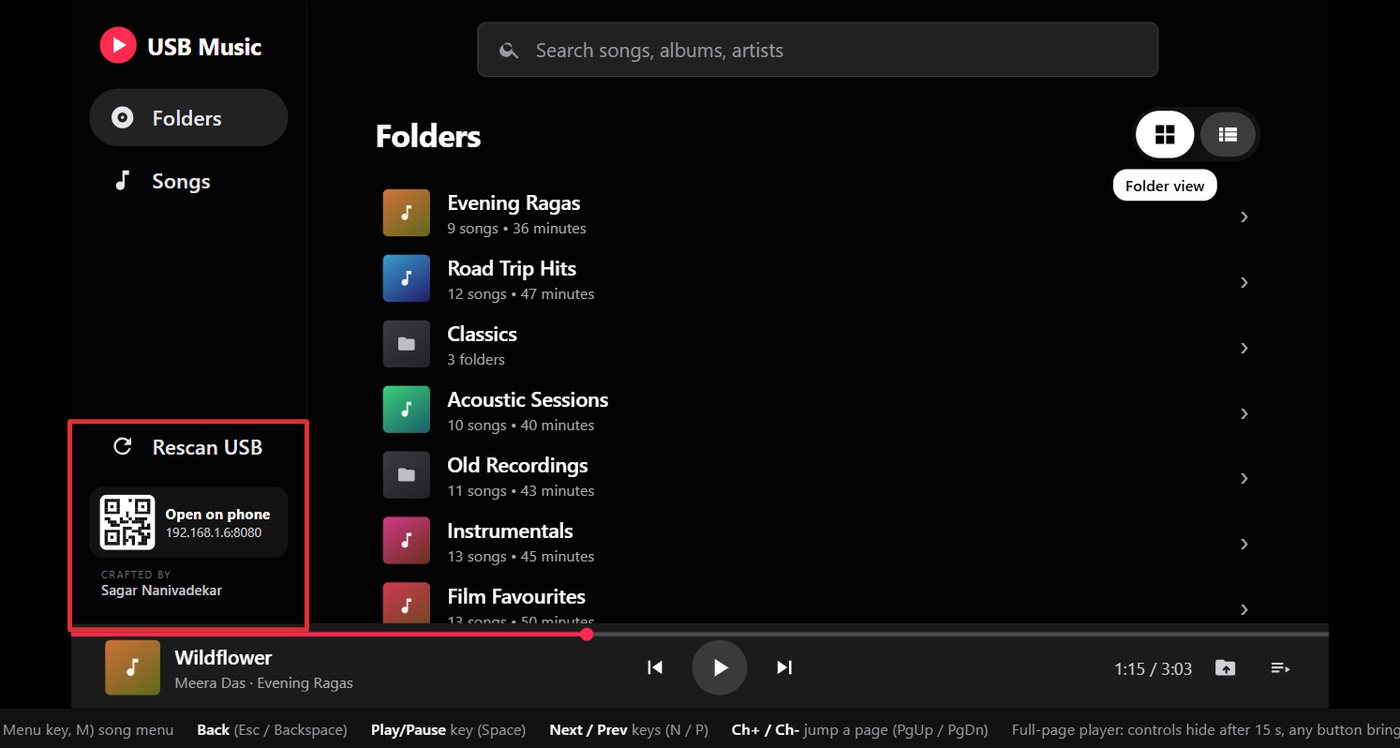 USB Music
Search songs, albums, artists
Folders
Songs
Folders
Folder view
Evening Ragas
9 songs • 36 minutes
Road Trip Hits
12 songs • 47 minutes
Classics
3 folders
Acoustic Sessions
10 songs • 40 minutes
Old Recordings
11 songs • 43 minutes
Instrumentals
13 songs • 45 minutes
Film Favourites
13 songs • 50 minutes
Rescan USB
Open on phone
192.168.1.6:8080
CRAFTED BY
Sagar Nanivadekar
Wildflower
Meera Das · Evening Ragas
1:15 / 3:03
Menu key, M) song menu Back (Esc / Backspace) Play/Pause key (Space) Next / Prev keys (N / P) Ch+ / Ch- jump a page (PgUp / PgDn) Full-page player: controls hide after 15 s, any button